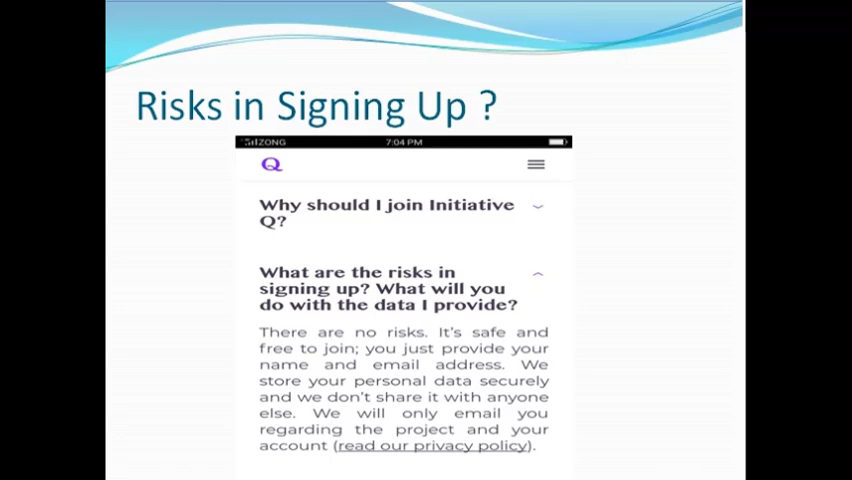 Risks in Signing Up ?
ZONG 7:04 PM
Q
Why should I join Initiative
Q?
What are the risks in
signing up? What will you
do with the data I provide?
There are no risks. It's safe and
free to join; you just provide your
name and email address. We
store your personal data securely
and we don't share it with anyone
else. We will only email you
regarding the project and your
account (read our privacy policy).